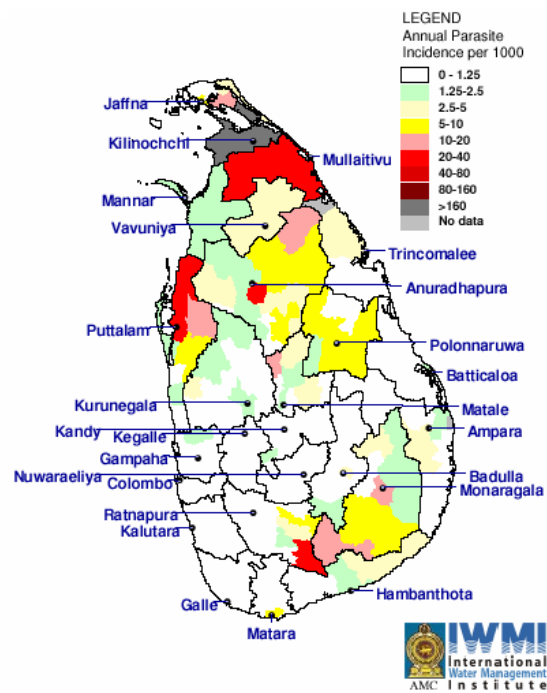 LEGEND
Annual Parasite
Incidence per 1000
0 - 1.25
1.25-2.5
2.5-5
5-10
10-20
20-40
40-80
80-160
>160
No data
Jaffna
Kilinochchi
Mullaitivu
Mannar
Vavuniya
Trincomalee
Anuradhapura
Puttalam
Polonnaruwa
Batticaloa
Kurunegala
Matale
Kandy
Kegalle
Ampara
Gampaha
Nuwaraeliya
Badulla
Colombo
Monaragala
Ratnapura
Kalutara
Hambanthota
Galle
Matara
IWMI
International
Water Management
Institute
AMC